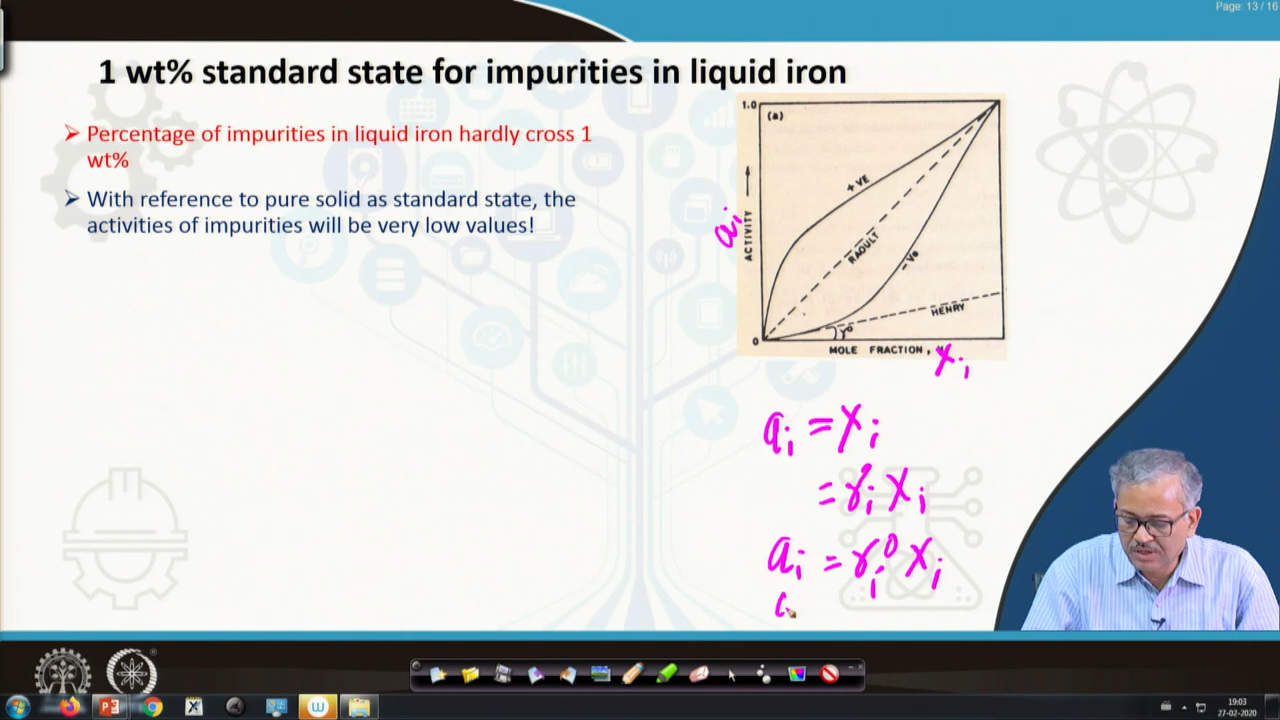 Page: 13 / 16
1 wt% standard state for impurities in liquid iron
Percentage of impurities in liquid iron hardly cross 1
wt%
With reference to pure solid as standard state, the
activities of impurities will be very low values!
1.0
(a)
+ VE
RAOULT
- Ve
HENRY
γ°
0
ACTIVITY
aᵢ
MOLE FRACTION,
Xᵢ
aᵢ = Xᵢ
= γᵢ Xᵢ
aᵢ = γᵢ⁰ Xᵢ
19:03
27-02-2020